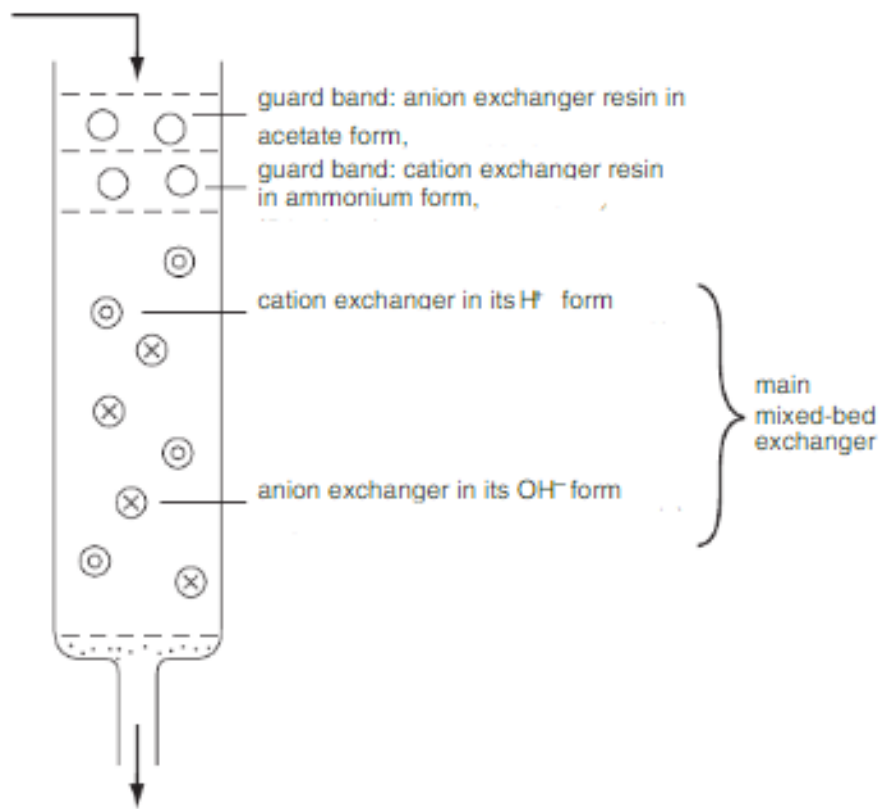 guard band: anion exchanger resin in
acetate form,
guard band: cation exchanger resin
in ammonium form,
cation exchanger in its H⁺ form
main
mixed-bed
exchanger
anion exchanger in its OH⁻ form